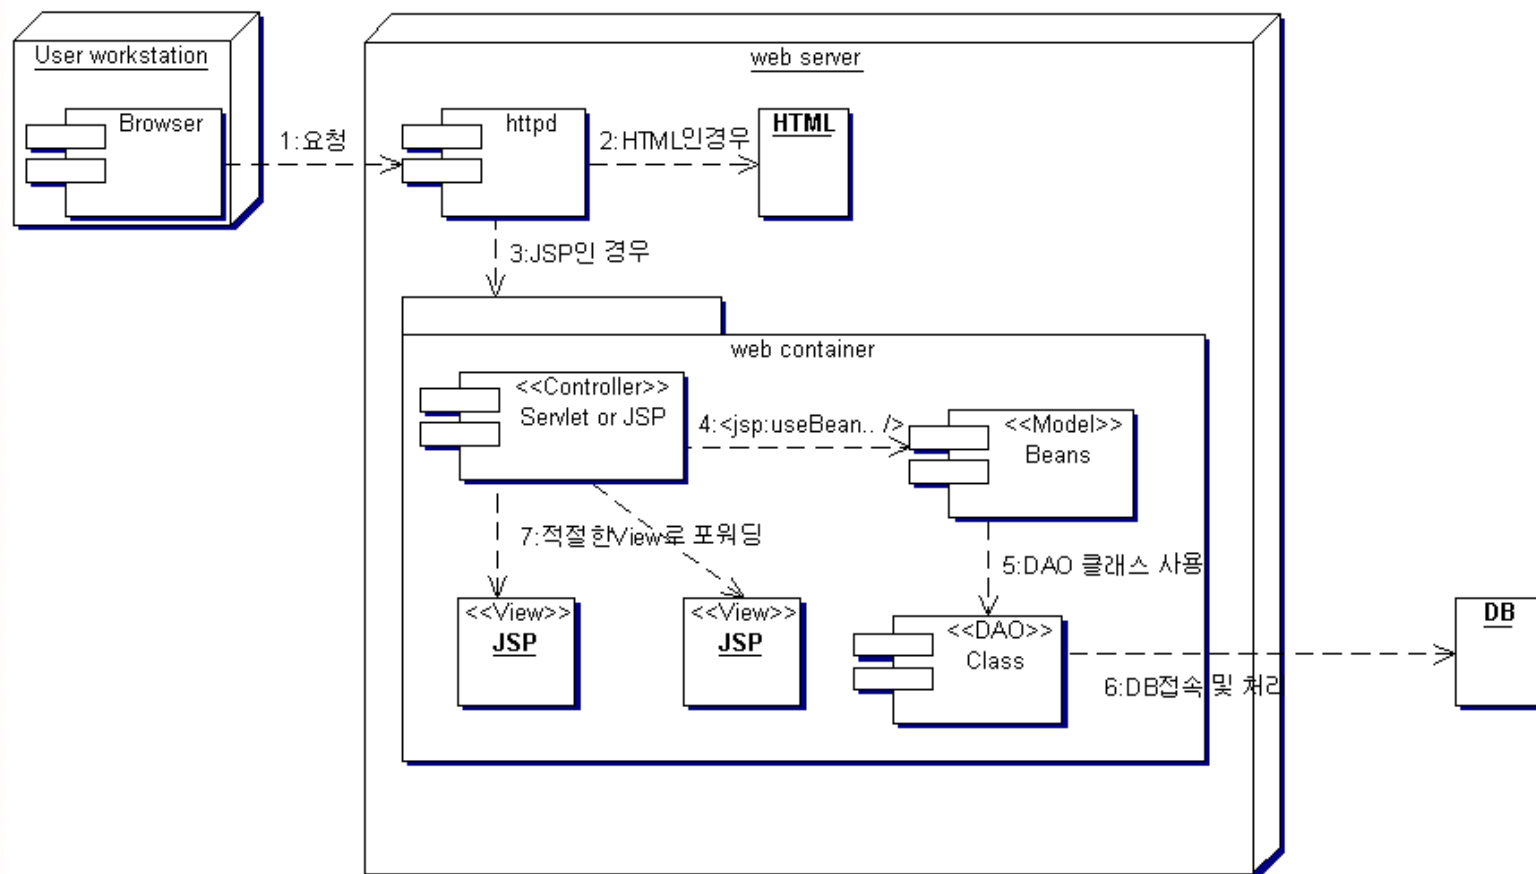 User workstation
web server
Browser
1:요청
httpd
2:HTML인경우
HTML
3:JSP인 경우
web container
<<Controller>>
Servlet or JSP
4:<jsp:useBean.. />
<<Model>>
Beans
7:적절한View로 포워딩
5:DAO 클래스 사용
<<View>>
JSP
<<View>>
JSP
<<DAO>>
Class
6:DB접속 및 처리
DB